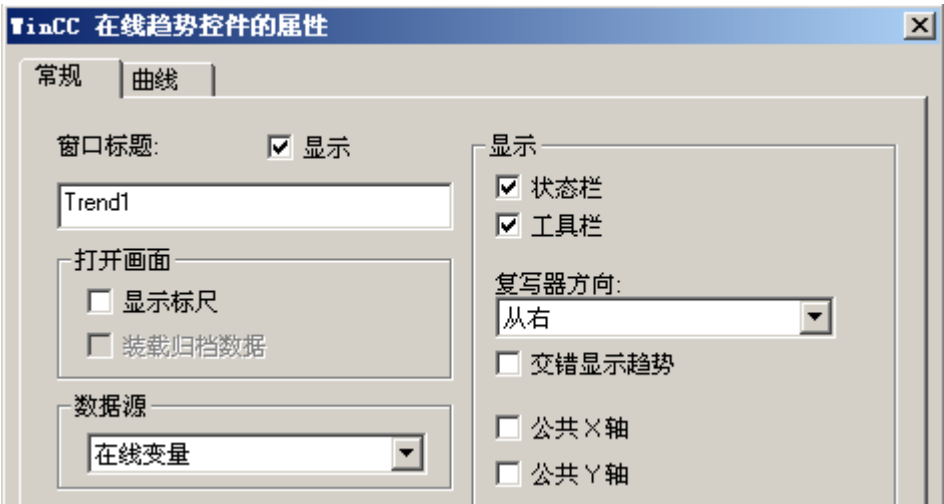 WinCC 在线趋势控件的属性
常规 曲线
窗口标题: 显示
Trend1
打开画面
显示标尺
装载归档数据
数据源
在线变量
显示
状态栏
工具栏
复写器方向:
从右
交错显示趋势
公共X轴
公共Y轴